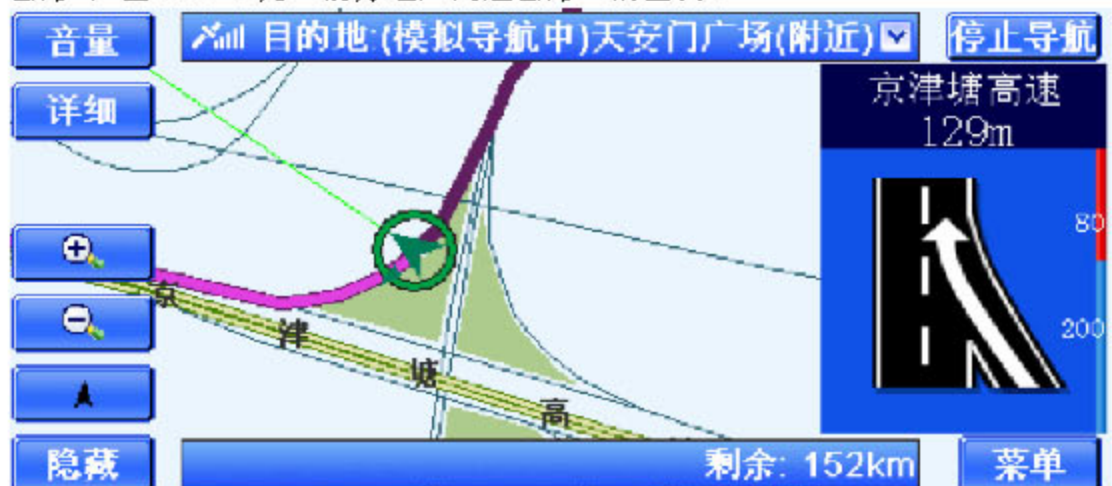 音量
目的地:(模拟导航中)天安门广场(附近)
停止导航
详细
京津塘高速
129m
80
200
京
津
塘
高
隐藏
剩余: 152km
菜单